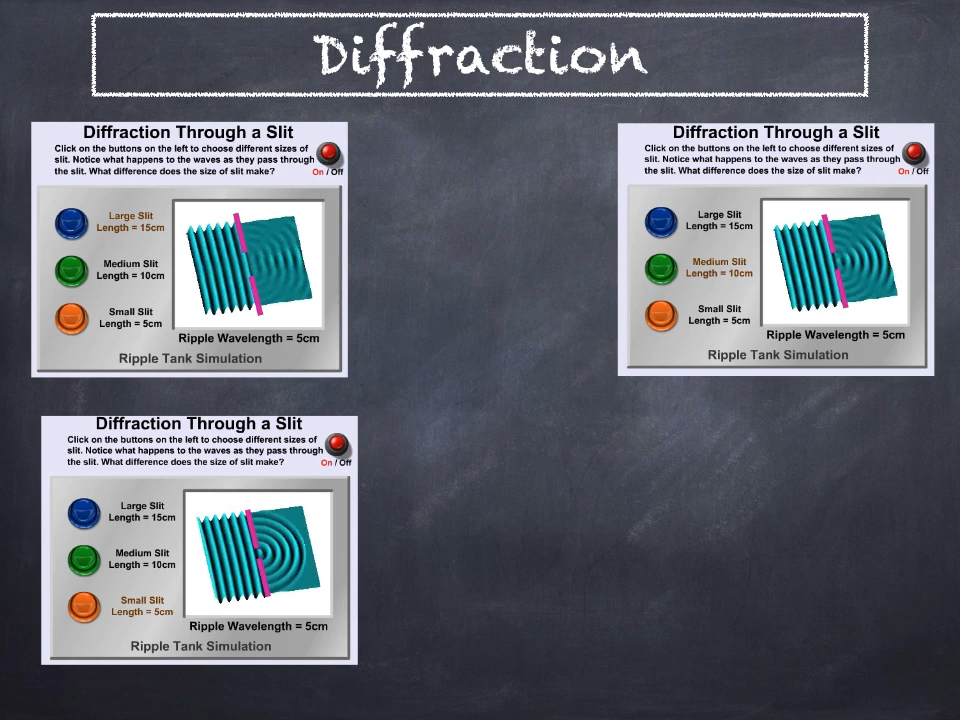 Diffraction
Diffraction Through a Slit
Click on the buttons on the left to choose different sizes of
slit. Notice what happens to the waves as they pass through
the slit. What difference does the size of slit make?
On / Off
Large Slit
Length = 15cm
Medium Slit
Length = 10cm
Small Slit
Length = 5cm
Ripple Wavelength = 5cm
Ripple Tank Simulation
Diffraction Through a Slit
Click on the buttons on the left to choose different sizes of
slit. Notice what happens to the waves as they pass through
the slit. What difference does the size of slit make?
On / Off
Large Slit
Length = 15cm
Medium Slit
Length = 10cm
Small Slit
Length = 5cm
Ripple Wavelength = 5cm
Ripple Tank Simulation
Diffraction Through a Slit
Click on the buttons on the left to choose different sizes of
slit. Notice what happens to the waves as they pass through
the slit. What difference does the size of slit make?
On / Off
Large Slit
Length = 15cm
Medium Slit
Length = 10cm
Small Slit
Length = 5cm
Ripple Wavelength = 5cm
Ripple Tank Simulation